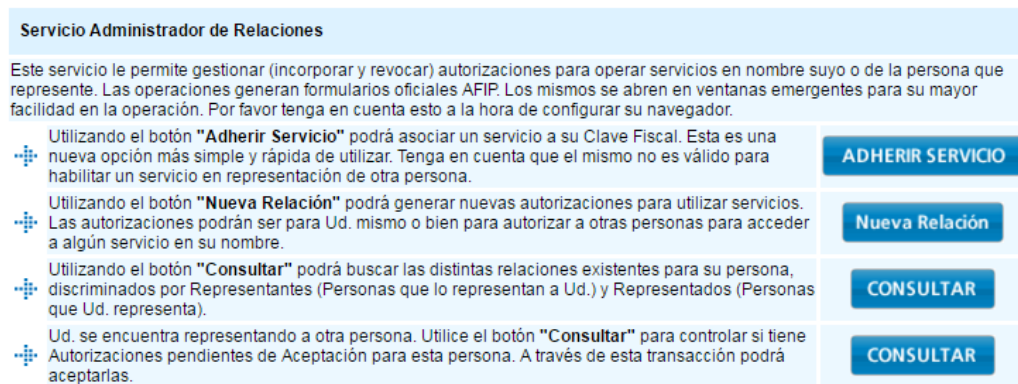 Servicio Administrador de Relaciones
Este servicio le permite gestionar (incorporar y revocar) autorizaciones para operar servicios en nombre suyo o de la persona que
represente. Las operaciones generan formularios oficiales AFIP. Los mismos se abren en ventanas emergentes para su mayor
facilidad en la operación. Por favor tenga en cuenta esto a la hora de configurar su navegador.
Utilizando el botón "Adherir Servicio" podrá asociar un servicio a su Clave Fiscal. Esta es una
nueva opción más simple y rápida de utilizar. Tenga en cuenta que el mismo no es válido para
habilitar un servicio en representación de otra persona.
ADHERIR SERVICIO
Utilizando el botón "Nueva Relación" podrá generar nuevas autorizaciones para utilizar servicios.
Las autorizaciones podrán ser para Ud. mismo o bien para autorizar a otras personas para acceder
a algún servicio en su nombre.
Nueva Relación
Utilizando el botón "Consultar" podrá buscar las distintas relaciones existentes para su persona,
discriminados por Representantes (Personas que lo representan a Ud.) y Representados (Personas
que Ud. representa).
CONSULTAR
Ud. se encuentra representando a otra persona. Utilice el botón "Consultar" para controlar si tiene
Autorizaciones pendientes de Aceptación para esta persona. A través de esta transacción podrá
aceptarlas.
CONSULTAR